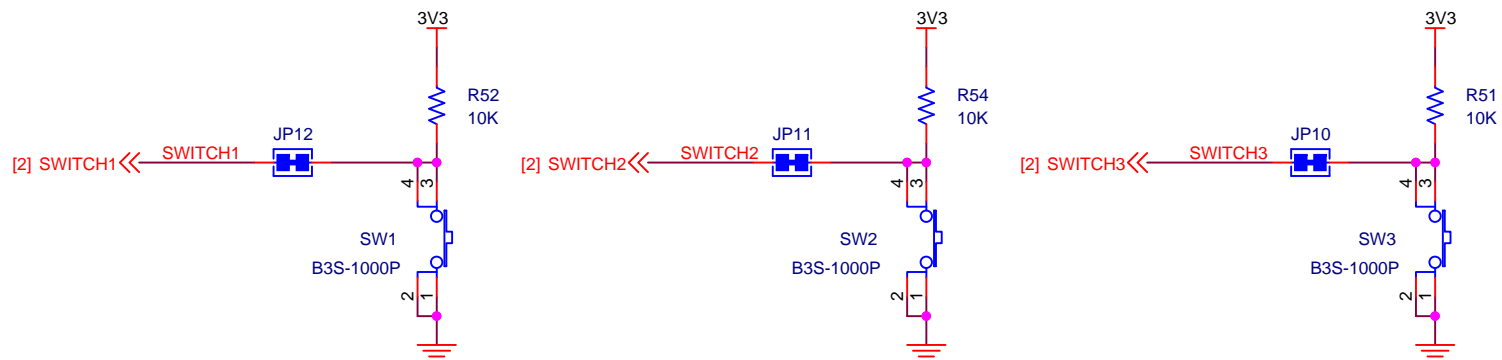 3V3
R52
10K
JP12
[2] SWITCH1
SWITCH1
4
3
SW1
B3S-1000P
2
1
3V3
R54
10K
JP11
[2] SWITCH2
SWITCH2
4
3
SW2
B3S-1000P
2
1
3V3
R51
10K
JP10
[2] SWITCH3
SWITCH3
4
3
SW3
B3S-1000P
2
1